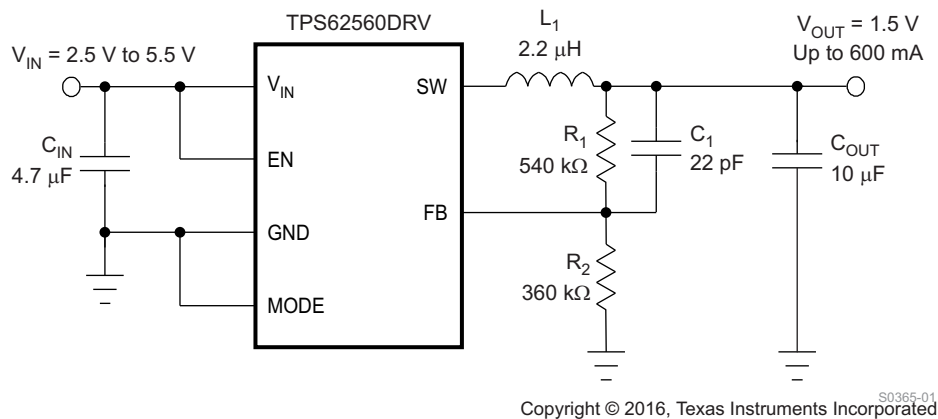 TPS62560DRV
V_IN = 2.5 V to 5.5 V
V_IN
EN
GND
MODE
SW
FB
C_IN
4.7 μF
L_1
2.2 μH
R_1
540 kΩ
C_1
22 pF
R_2
360 kΩ
C_OUT
10 μF
V_OUT = 1.5 V
Up to 600 mA
S0365-01
Copyright © 2016, Texas Instruments Incorporated